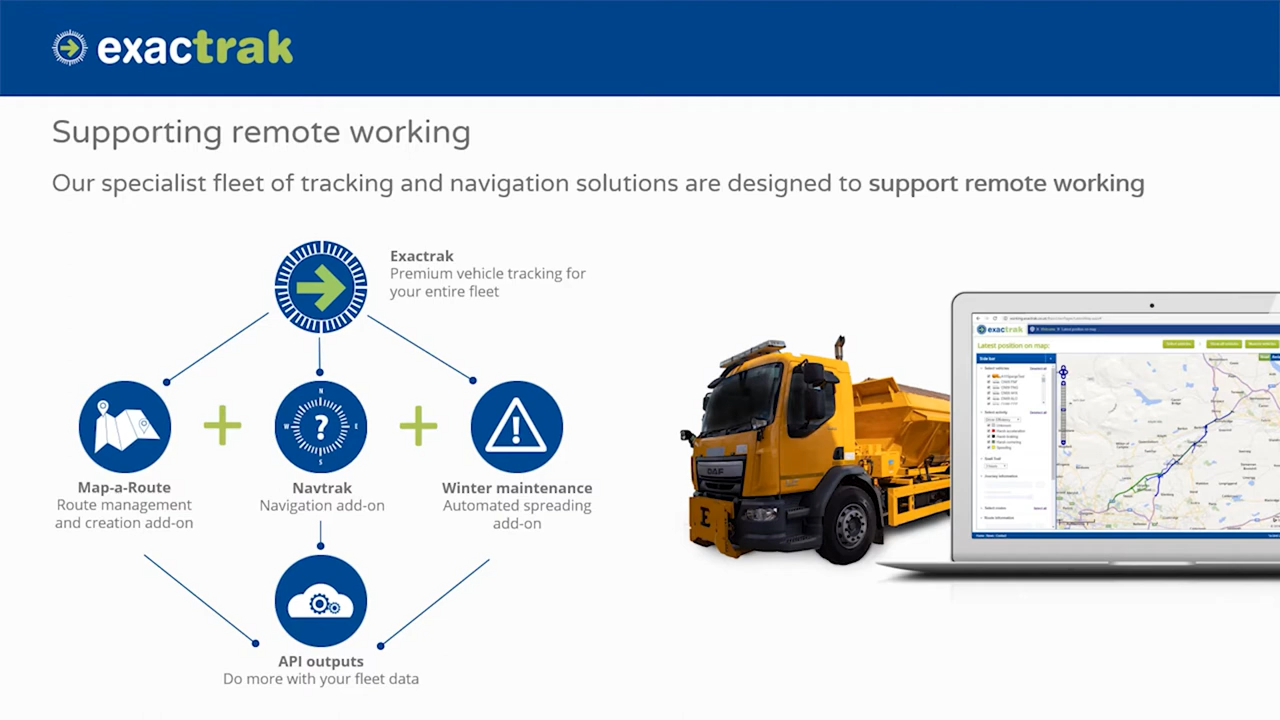 exactrak
Supporting remote working
Our specialist fleet of tracking and navigation solutions are designed to support remote working
Exactrak
Premium vehicle tracking for
your entire fleet
N
W
?
E
S
Map-a-Route
Route management
and creation add-on
Navtrak
Navigation add-on
Winter maintenance
Automated spreading
add-on
API outputs
Do more with your fleet data
DAF
E
exactrak
Latest position on map: